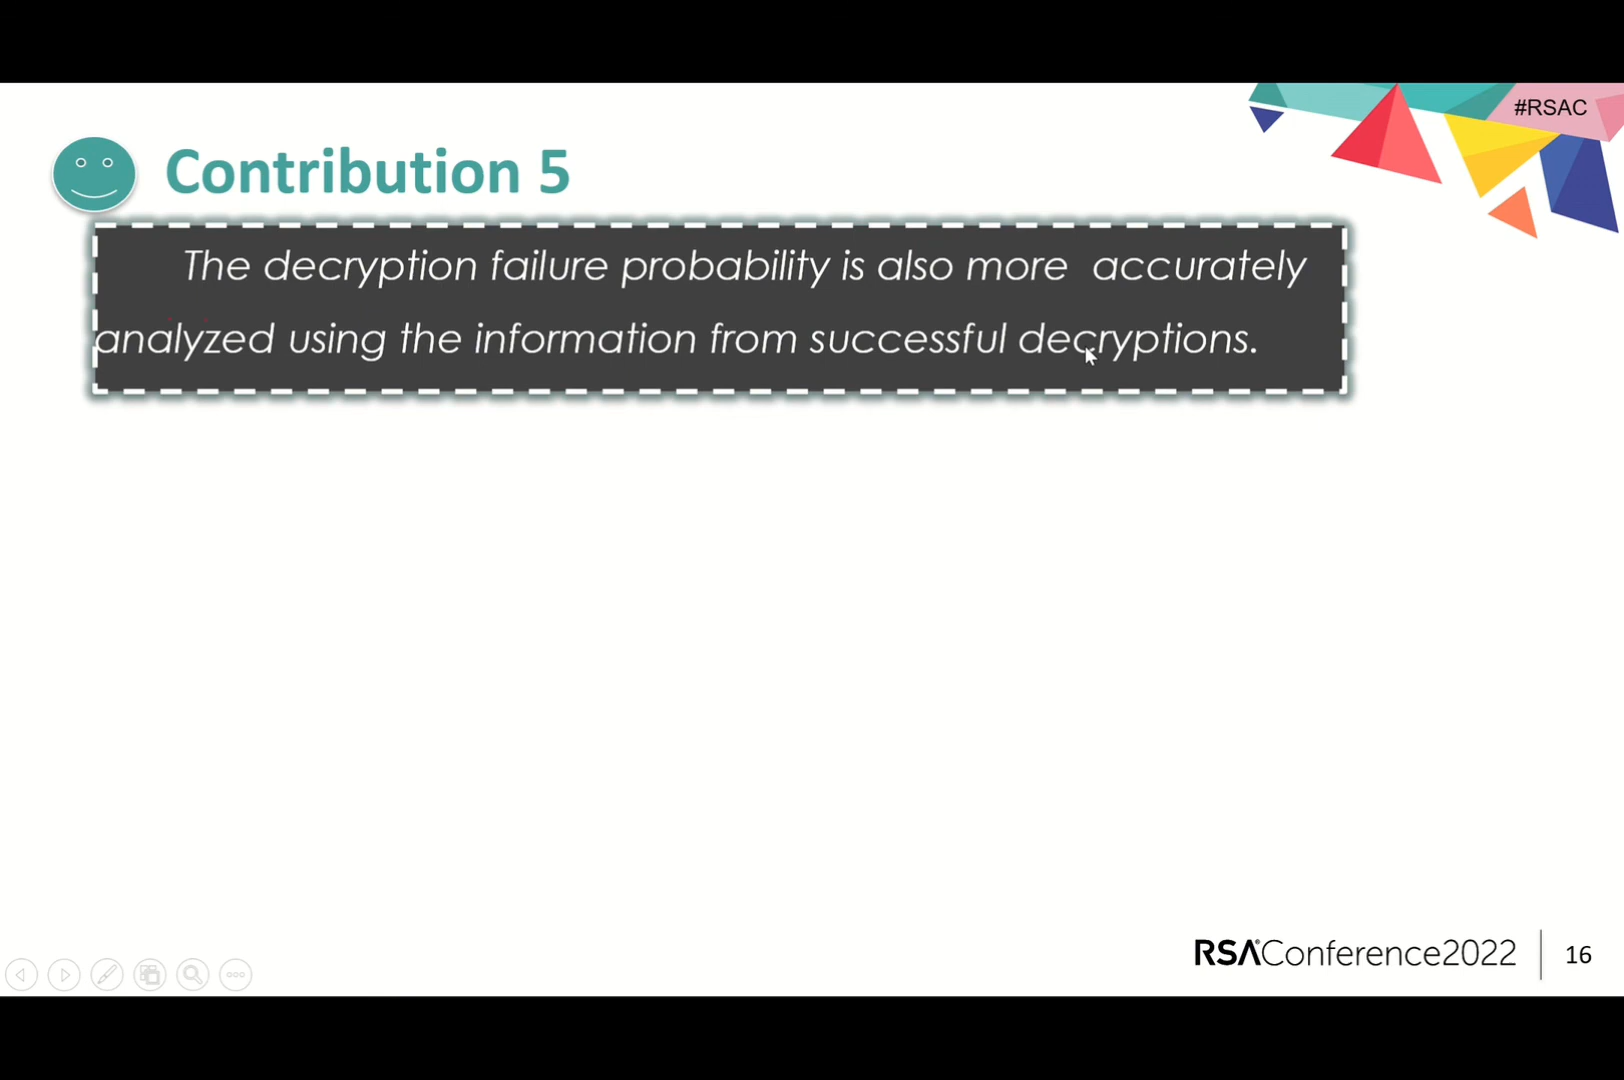 #RSAC
Contribution 5
The decryption failure probability is also more accurately
analyzed using the information from successful decryptions.
RSAConference2022
16